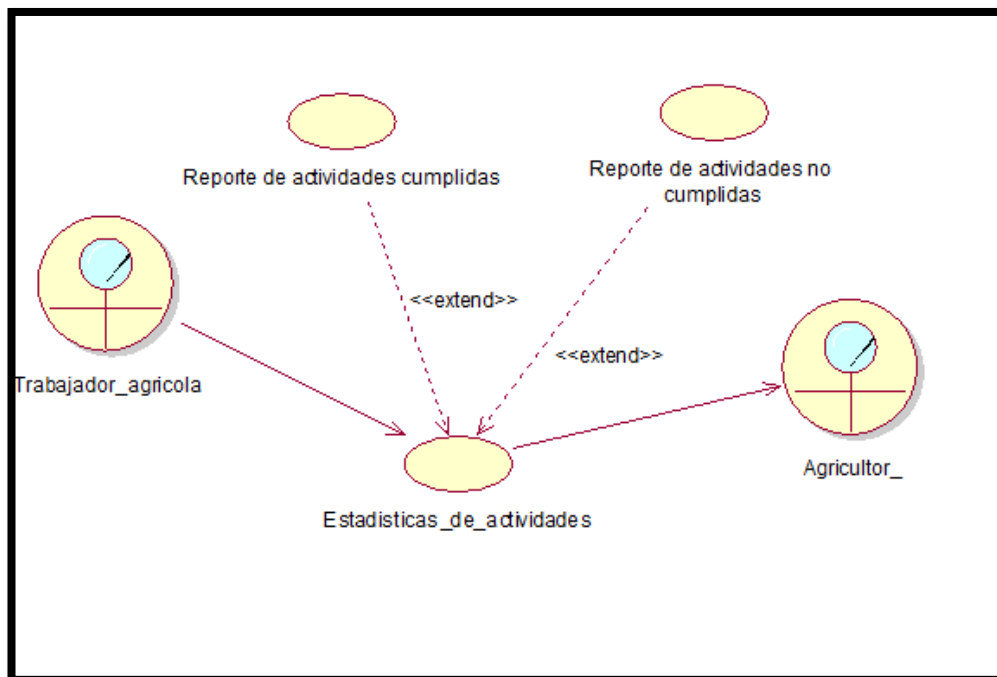 Reporte de actividades cumplidas
Reporte de actividades no
cumplidas
<<extend>>
<<extend>>
Trabajador_agricola
Agricultor_
Estadisticas_de_actividades